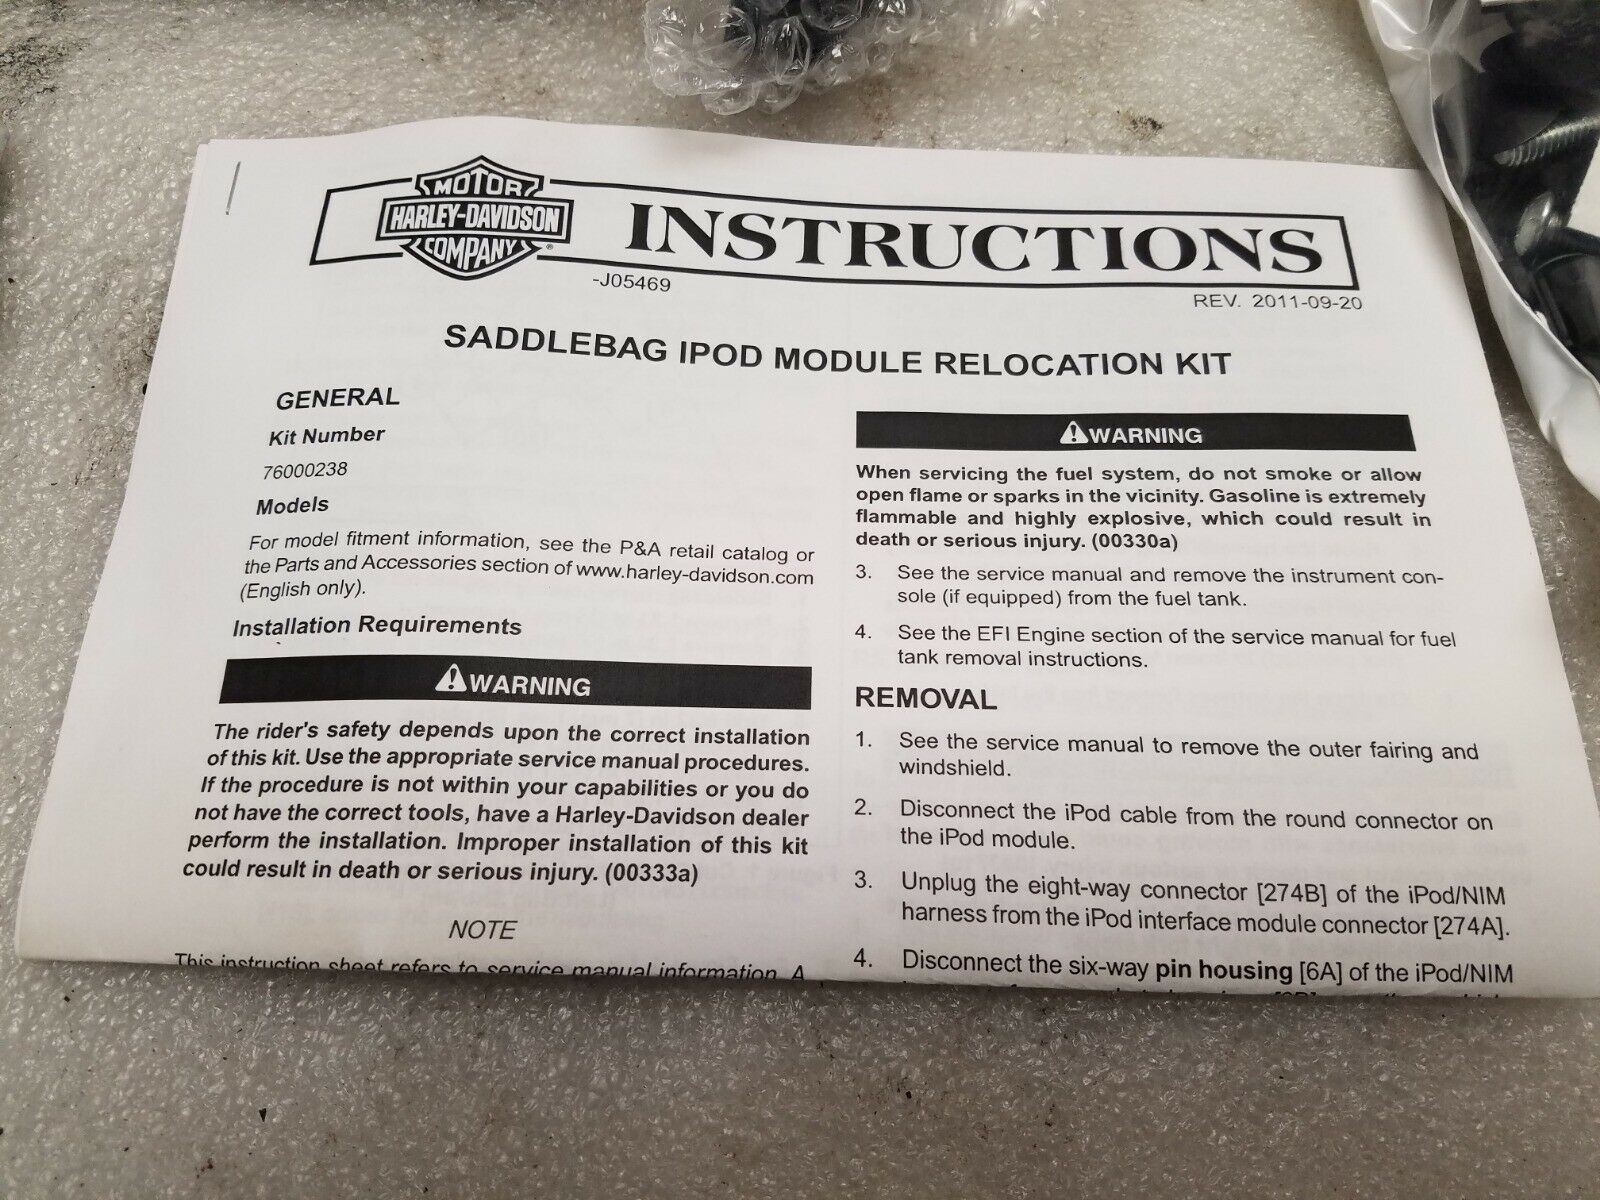 MOTOR
HARLEY-DAVIDSON
COMPANY
®
INSTRUCTIONS
-J05469
REV. 2011-09-20
SADDLEBAG IPOD MODULE RELOCATION KIT
GENERAL
Kit Number
76000238
Models
For model fitment information, see the P&A retail catalog or
the Parts and Accessories section of www.harley-davidson.com
(English only).
Installation Requirements
WARNING
The rider's safety depends upon the correct installation
of this kit. Use the appropriate service manual procedures.
If the procedure is not within your capabilities or you do
not have the correct tools, have a Harley-Davidson dealer
perform the installation. Improper installation of this kit
could result in death or serious injury. (00333a)
NOTE
This instruction sheet refers to service manual information. A
WARNING
When servicing the fuel system, do not smoke or allow
open flame or sparks in the vicinity. Gasoline is extremely
flammable and highly explosive, which could result in
death or serious injury. (00330a)
3. See the service manual and remove the instrument con-
sole (if equipped) from the fuel tank.
4. See the EFI Engine section of the service manual for fuel
tank removal instructions.
REMOVAL
1. See the service manual to remove the outer fairing and
windshield.
2. Disconnect the iPod cable from the round connector on
the iPod module.
3. Unplug the eight-way connector [274B] of the iPod/NIM
harness from the iPod interface module connector [274A].
4. Disconnect the six-way pin housing [6A] of the iPod/NIM